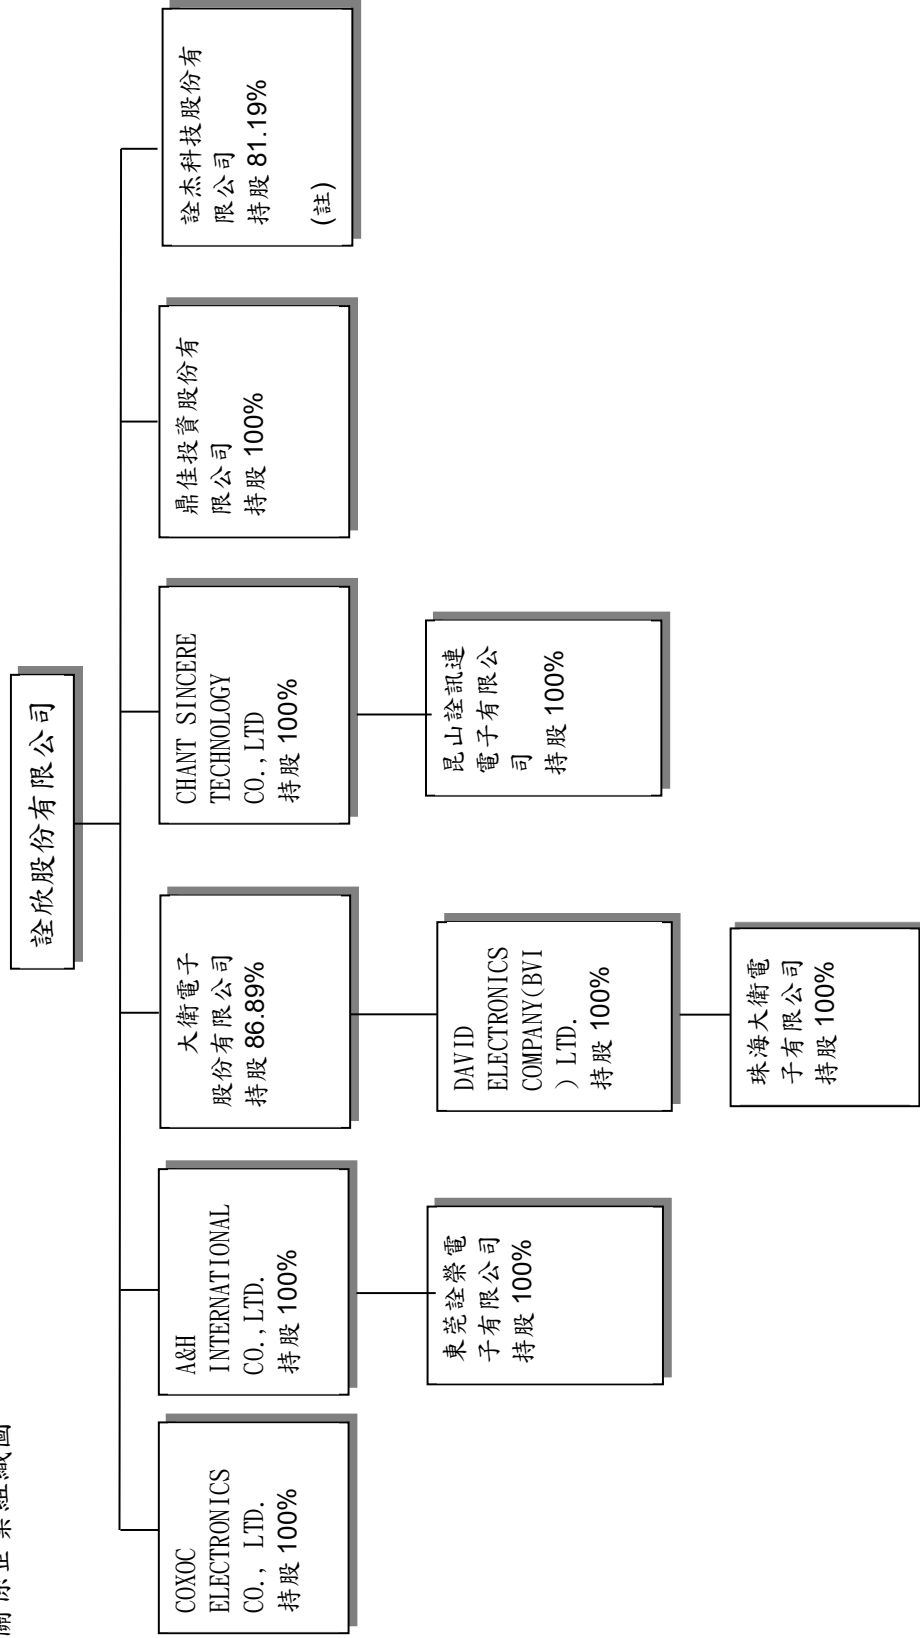 關係企業組織圖
詮欣股份有限公司
COXOC
ELECTRONICS
CO., LTD.
持股 100%
A&H
INTERNATIONAL
CO.,LTD.
持股 100%
大衛電子
股份有限公司
持股 86.89%
CHANT SINCERE
TECHNOLOGY
CO.,LTD
持股 100%
鼎佳投資股份有
限公司
持股 100%
詮杰科技股份有
限公司
持股 81.19%
(註)
東莞詮榮電
子有限公司
持股 100%
DAVID
ELECTRONICS
COMPANY(BVI
) LTD.
持股 100%
昆山詮訊連
電子有限公
司
持股 100%
珠海大衛電
子有限公司
持股 100%